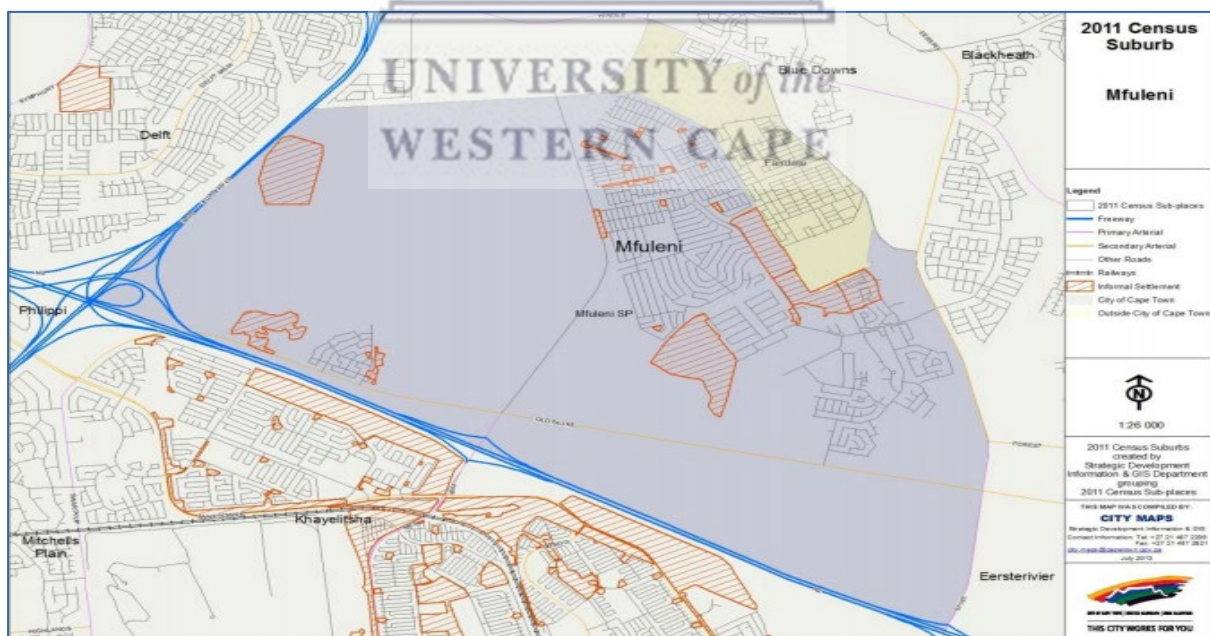 UNIVERSITY of the
WESTERN CAPE
Blue Downs
Blackheath
Delft
Mfuleni
Mfuleni SP
Philippi
Khayelitsha
Mitchells
Plain
Eersterivier
2011 Census
Suburb
Mfuleni
Legend
2011 Census Sub-places
Freeway
Primary Arterial
Secondary Arterial
Other Roads
Railways
Informal Settlement
City of Cape Town
Outside City of Cape Town
N
1:26 000
2011 Census Suburbs
created by
Strategic Development
Information & GIS Department
grouping
2011 Census Sub-places
THIS MAP WAS COMPILED BY:
CITY MAPS
Strategic Development Information & GIS
July 2013
THIS CITY WORKS FOR YOU